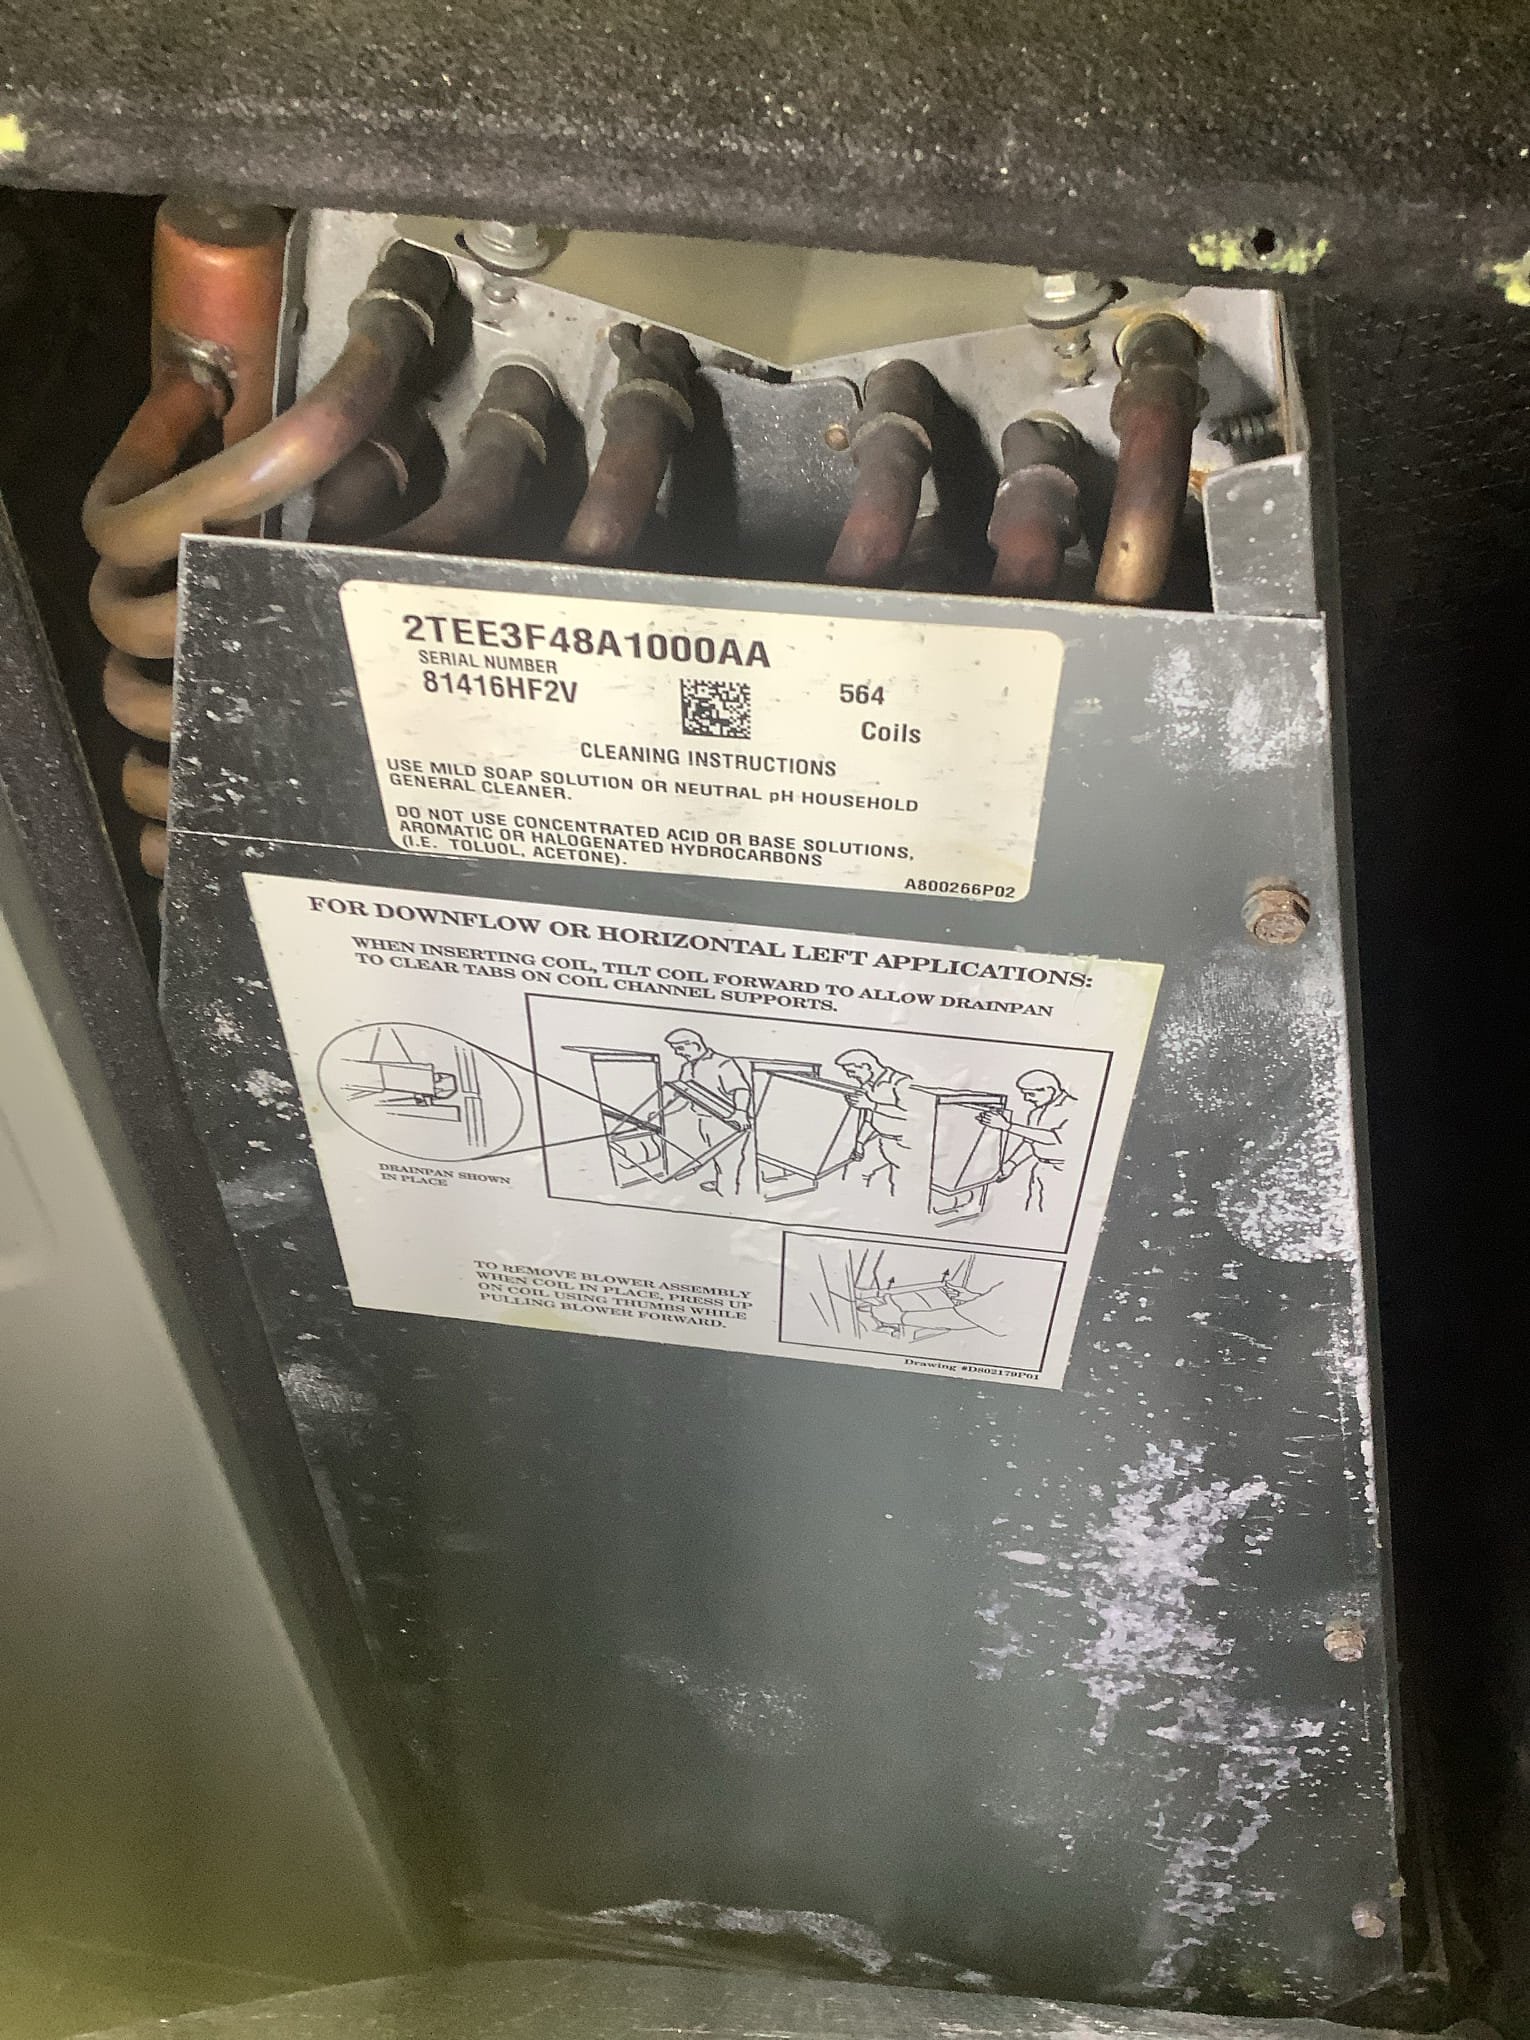 2TEE3F48A1000AA
SERIAL NUMBER
81416HF2V
564
Coils
CLEANING INSTRUCTIONS
USE MILD SOAP SOLUTION OR NEUTRAL pH HOUSEHOLD
GENERAL CLEANER.
DO NOT USE CONCENTRATED ACID OR BASE SOLUTIONS,
AROMATIC OR HALOGENATED HYDROCARBONS
(I.E. TOLUOL, ACETONE).
A800266P02
FOR DOWNFLOW OR HORIZONTAL LEFT APPLICATIONS:
WHEN INSERTING COIL, TILT COIL FORWARD TO ALLOW DRAINPAN
TO CLEAR TABS ON COIL CHANNEL SUPPORTS.
DRAINPAN SHOWN
IN PLACE
TO REMOVE BLOWER ASSEMBLY
WHEN COIL IN PLACE, PRESS UP
ON COIL USING THUMBS WHILE
PULLING BLOWER FORWARD.
Drawing #D802179P01